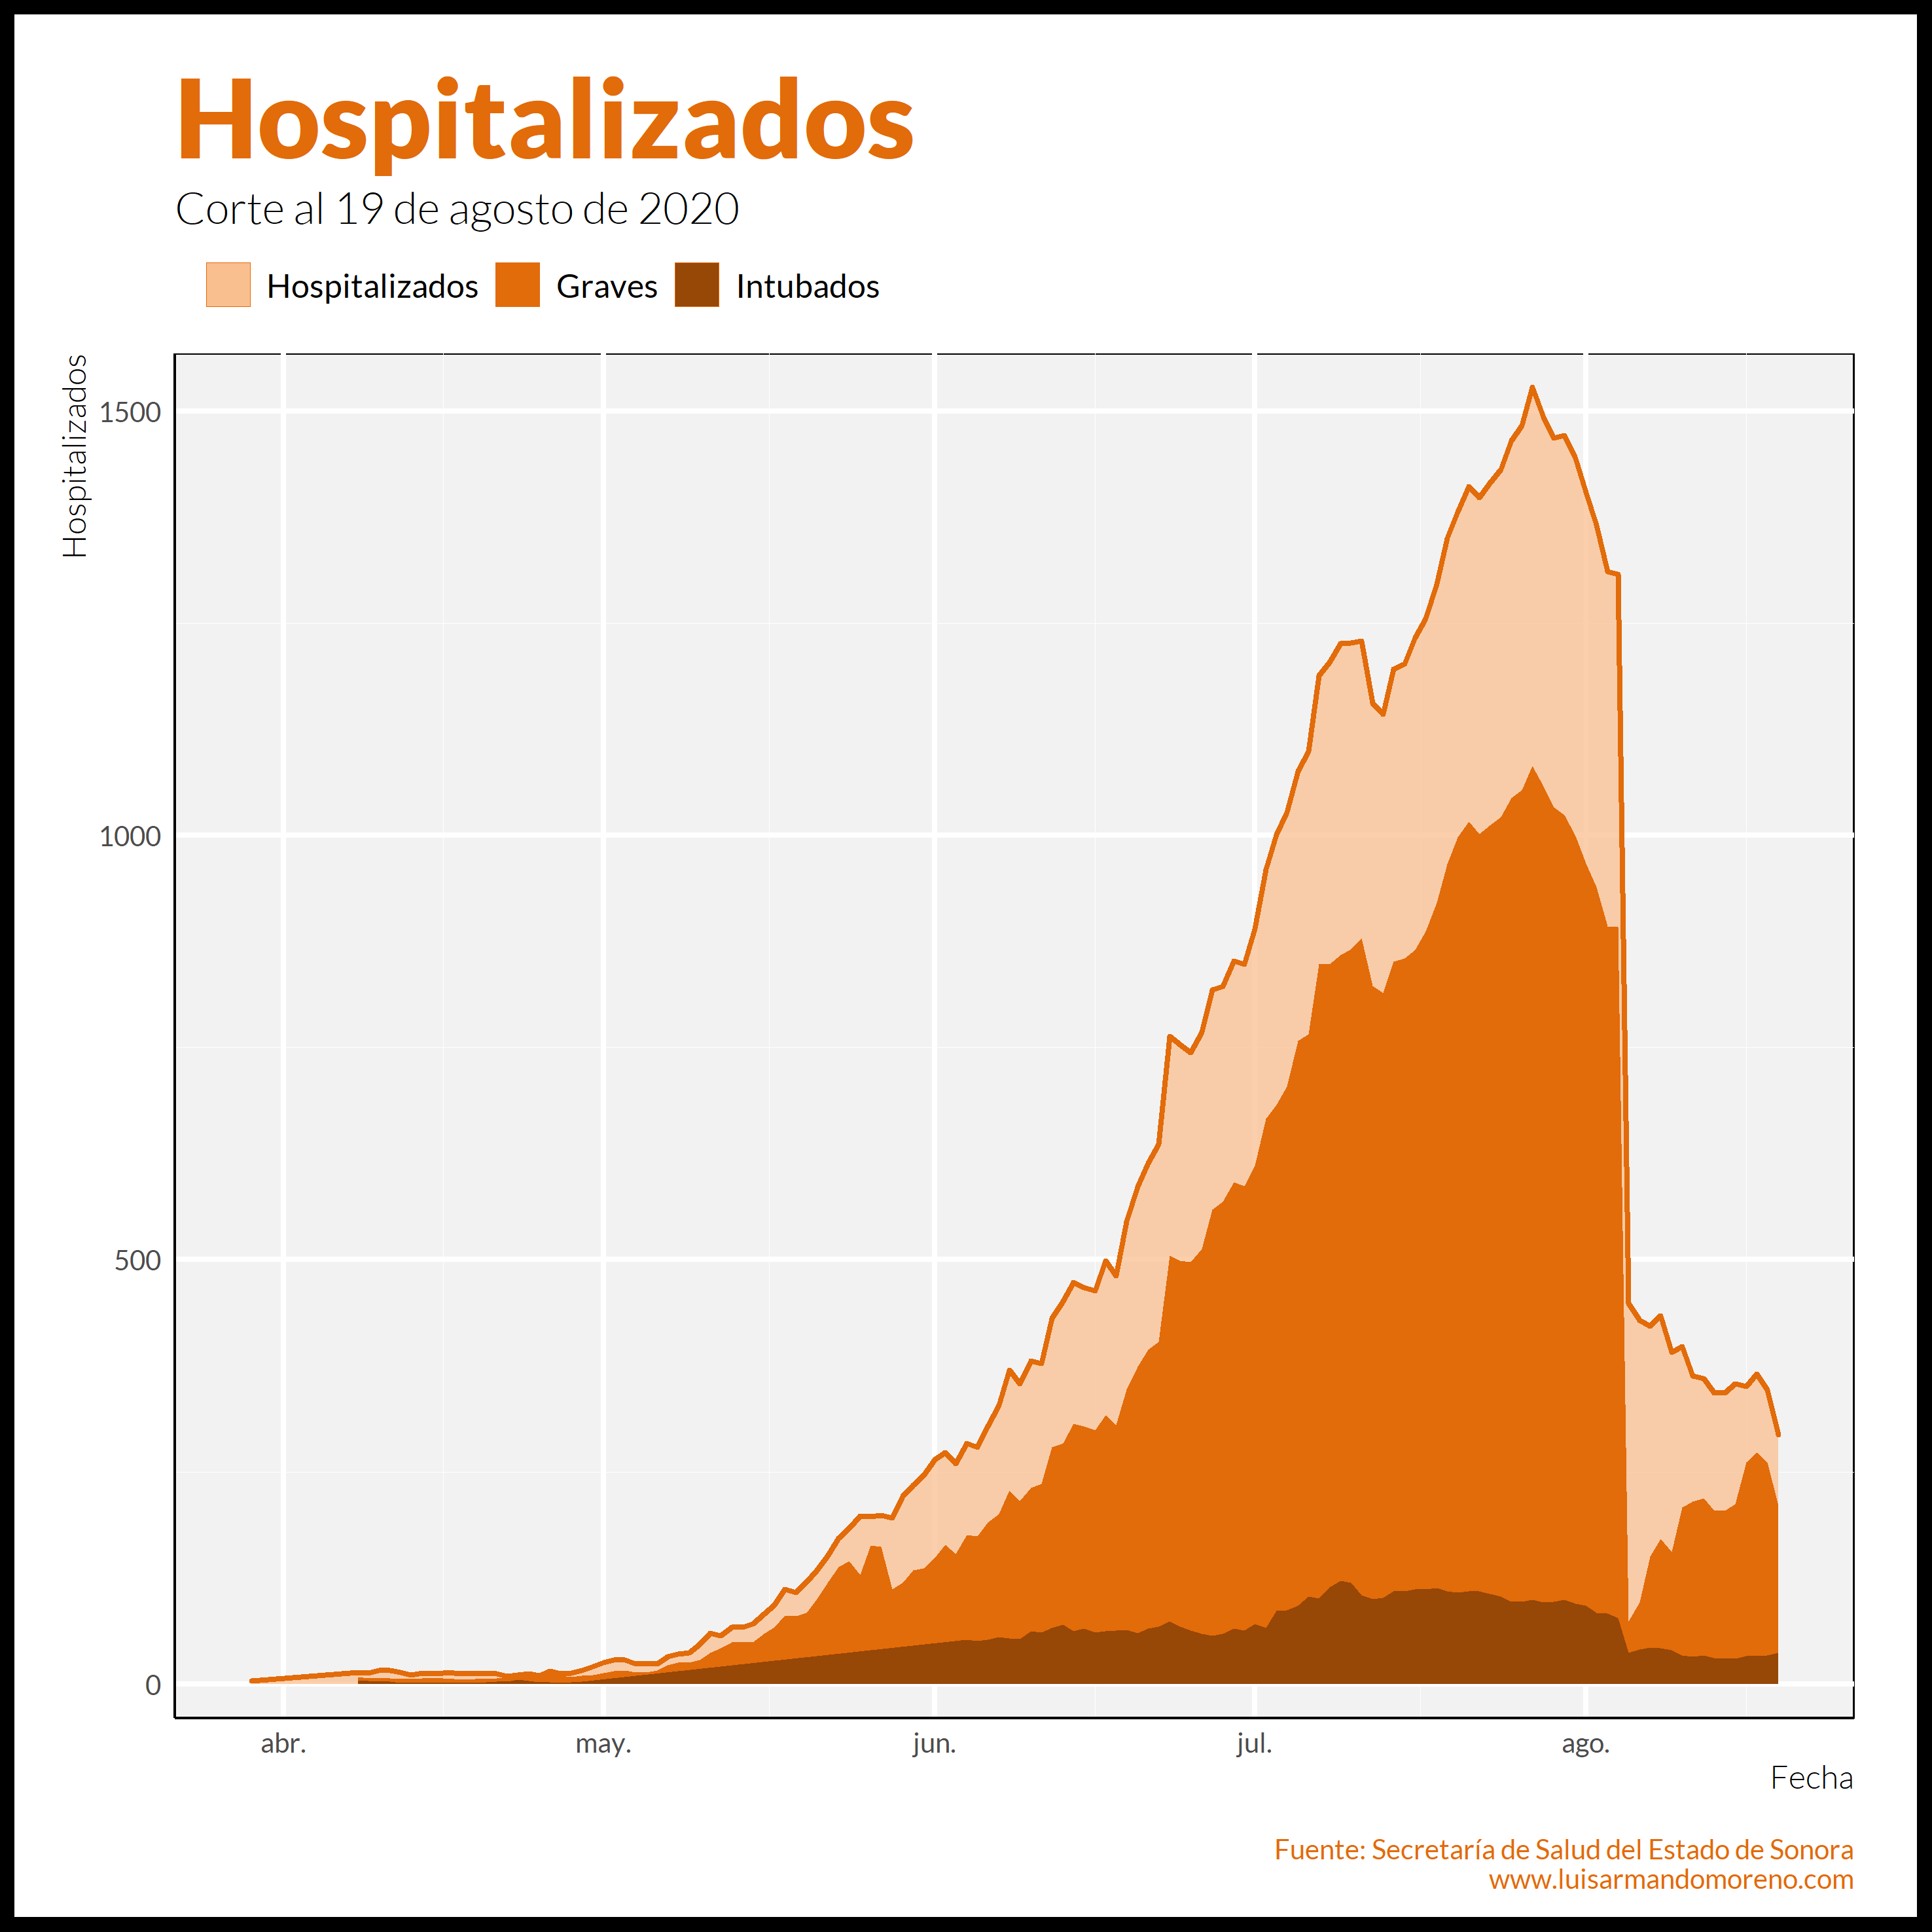 Hospitalizados
Corte al 19 de agosto de 2020
Hospitalizados Graves Intubados
Hospitalizados
1500
1000
500
0
abr. may. jun. jul. ago.
Fecha
Fuente: Secretaría de Salud del Estado de Sonora
www.luisarmandomoreno.com